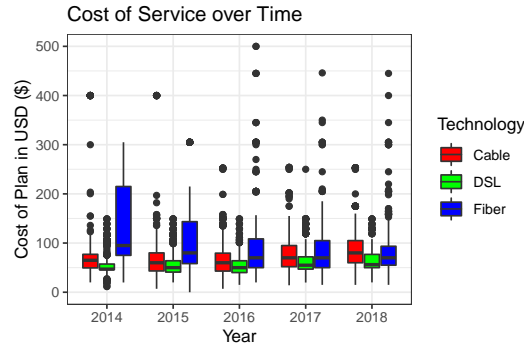 Cost of Service over Time
Cost of Plan in USD ($)
500
400
300
200
100
0
2014 2015 2016 2017 2018
Year
Technology
Cable
DSL
Fiber